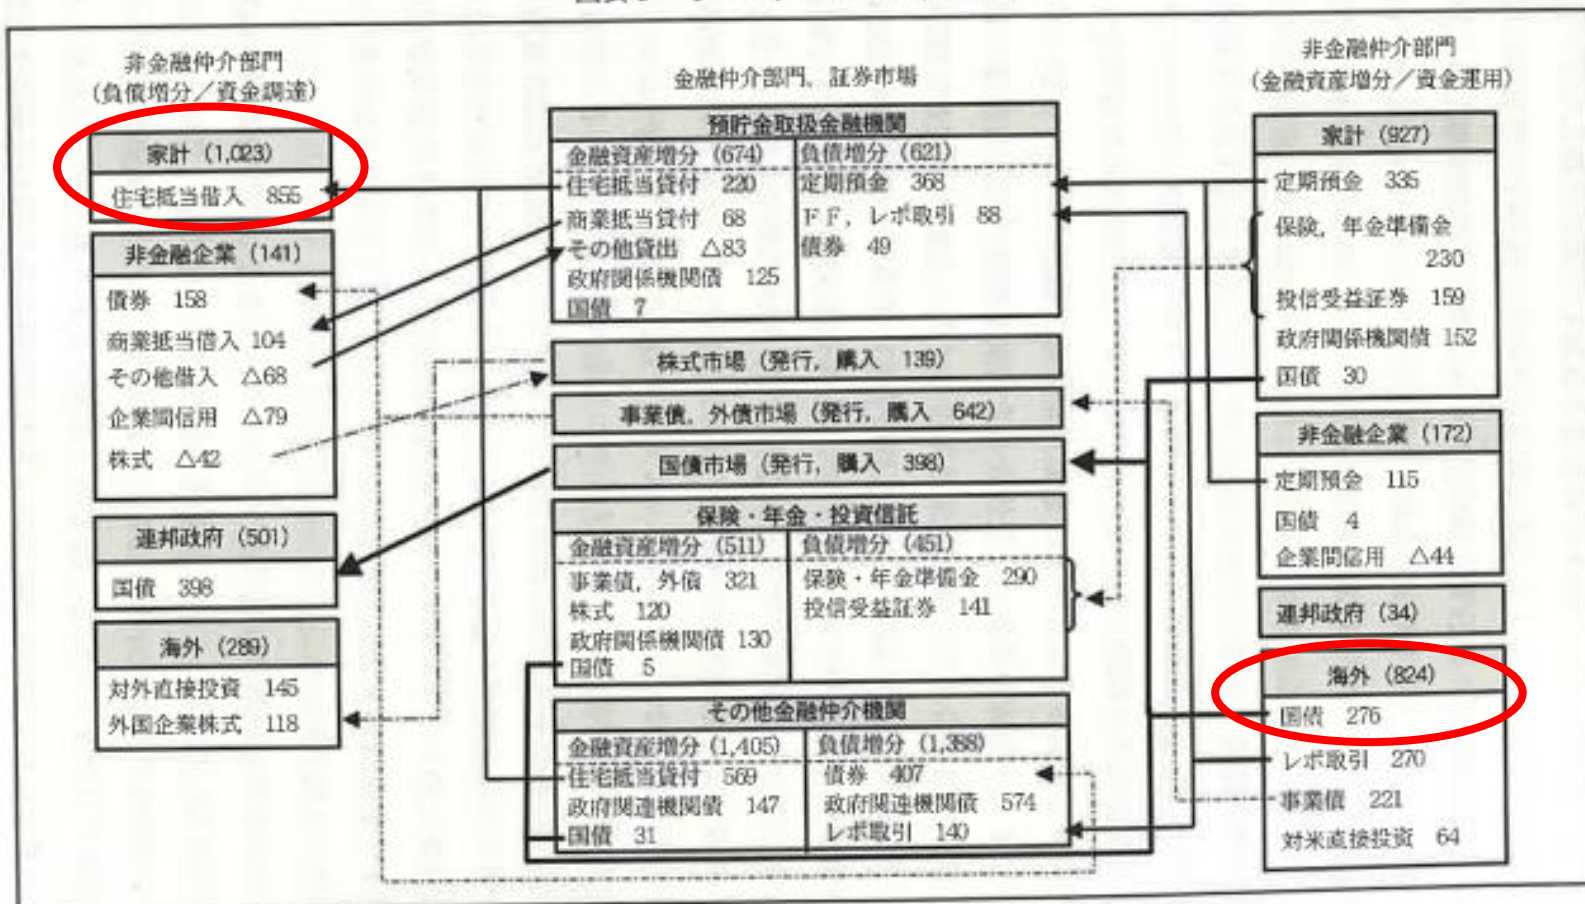 非金融仲介部門
(負債増分／資金調達)
家計 (1,023)
住宅抵当借入 855
非金融企業 (141)
債券 158
商業抵当借入 104
その他借入 △68
企業間信用 △79
株式 △42
連邦政府 (501)
国債 398
海外 (289)
対外直接投資 145
外国企業株式 118
金融仲介部門、証券市場
預貯金取扱金融機関
金融資産増分 (674)
住宅抵当貸付 220
商業抵当貸付 68
その他貸出 △83
政府関係機関債 125
国債 7
負債増分 (621)
定期預金 368
ＦＦ，レポ取引 88
債券 49
株式市場 (発行，購入 139)
事業債，外債市場 (発行，購入 642)
国債市場 (発行，購入 398)
保険・年金・投資信託
金融資産増分 (511)
事業債，外債 321
株式 120
政府関係機関債 130
国債 5
負債増分 (451)
保険・年金準備金 290
投信受益証券 141
その他金融仲介機関
金融資産増分 (1,405)
住宅抵当貸付 569
政府関連機関債 147
国債 31
負債増分 (1,388)
債券 407
政府関連機関債 574
レポ取引 140
非金融仲介部門
(金融資産増分／資金運用)
家計 (927)
定期預金 335
保険，年金準備金
230
投信受益証券 159
政府関係機関債 152
国債 30
非金融企業 (172)
定期預金 115
国債 4
企業間信用 △44
連邦政府 (34)
海外 (824)
国債 276
レポ取引 270
事業債 221
対米直接投資 64